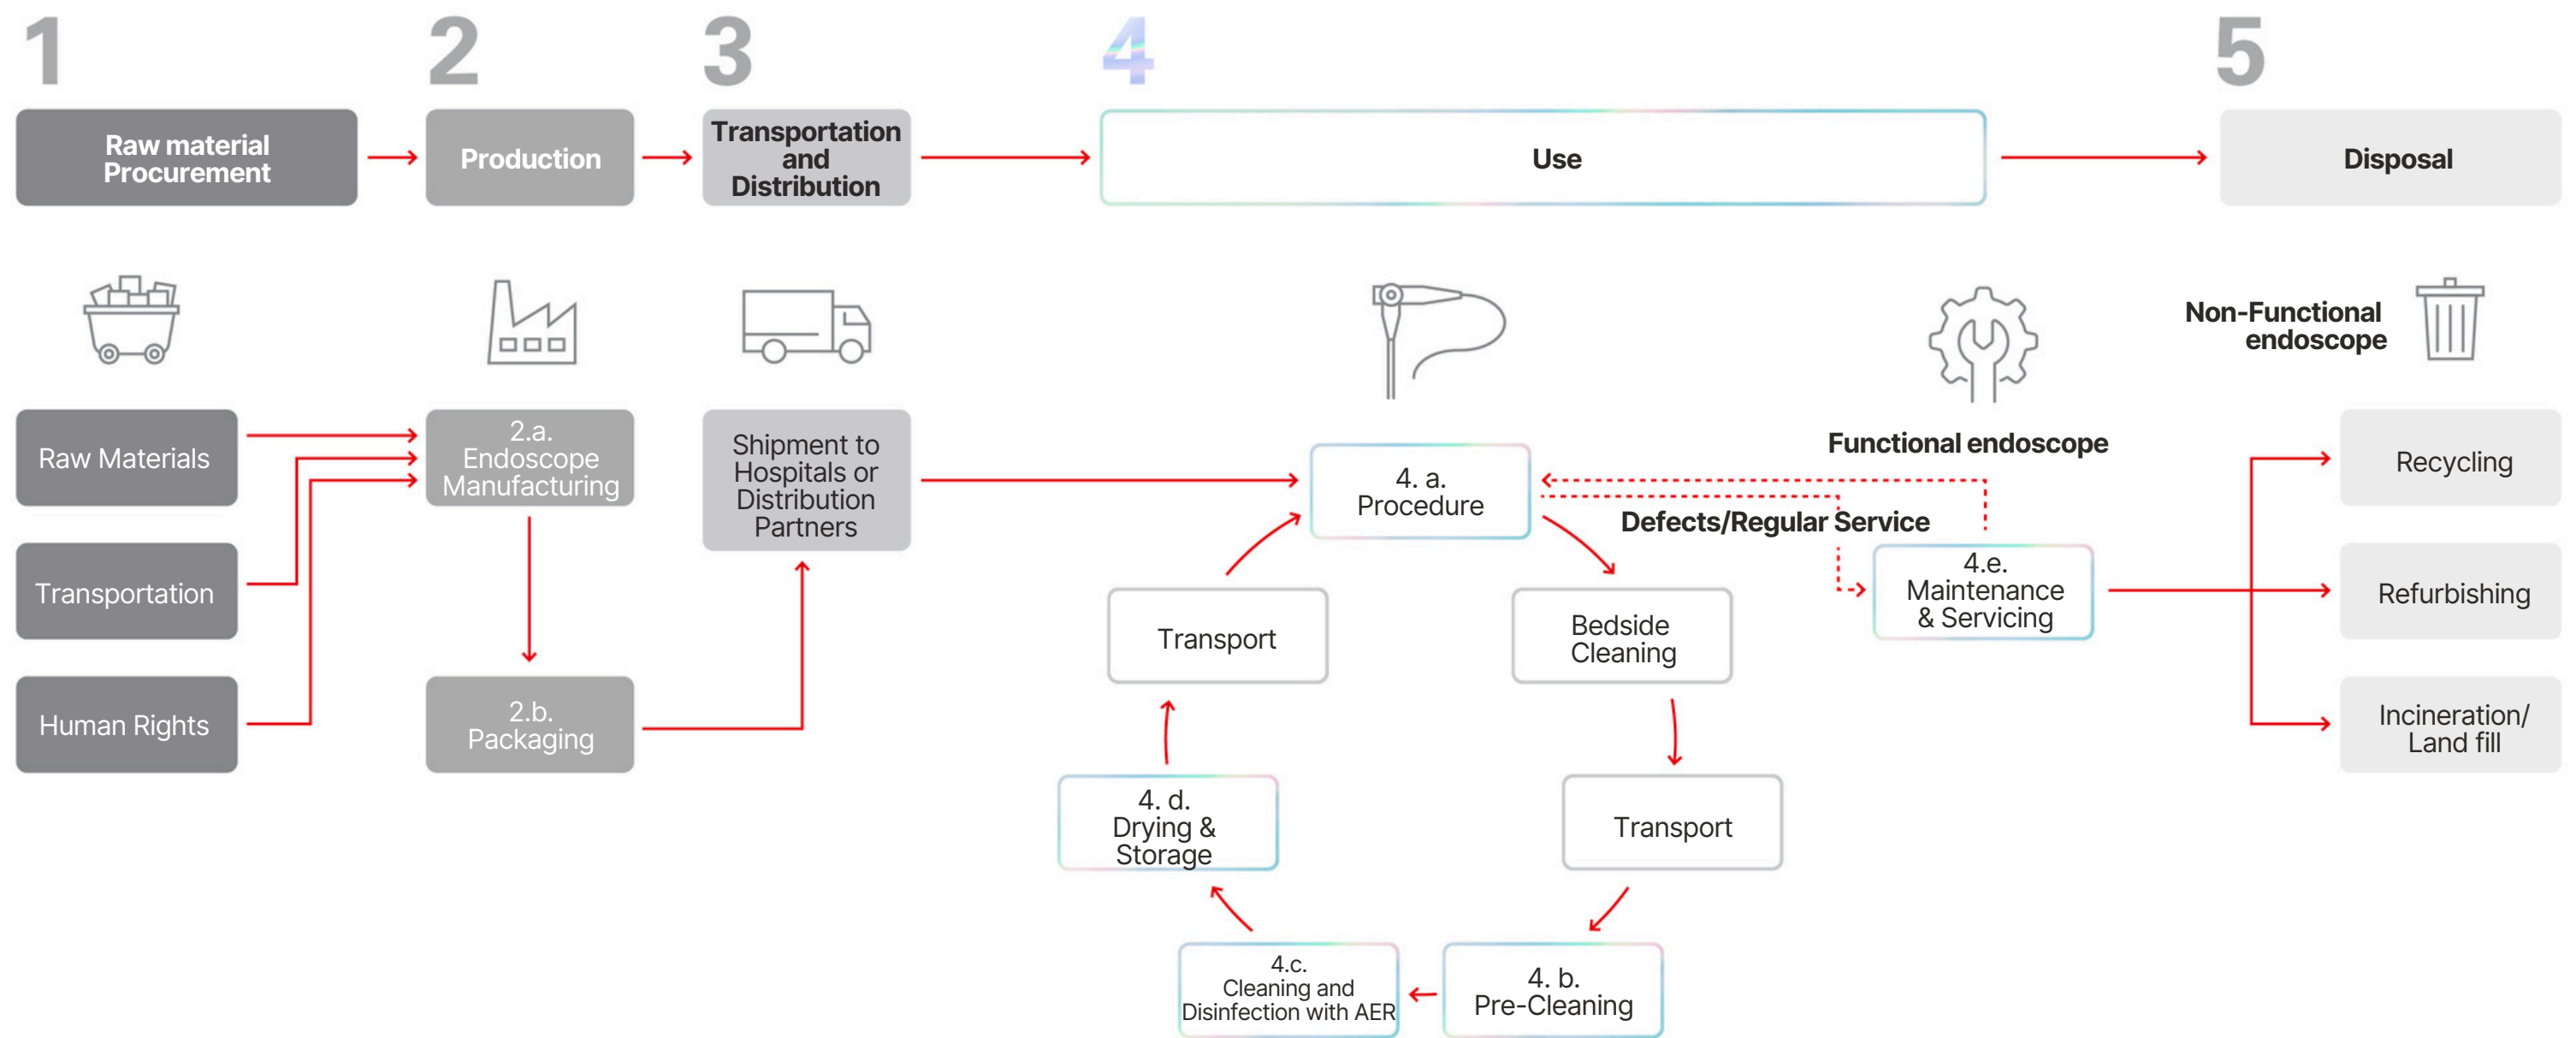 1
2
3
4
5
Raw material
Procurement
Production
Transportation
and
Distribution
Use
Disposal
Non-Functional
endoscope
Raw Materials
Transportation
Human Rights
2.a.
Endoscope
Manufacturing
2.b.
Packaging
Shipment to
Hospitals or
Distribution
Partners
4. a.
Procedure
Functional endoscope
Defects/Regular Service
4.e.
Maintenance
& Servicing
Transport
Bedside
Cleaning
4. d.
Drying &
Storage
Transport
4.c.
Cleaning and
Disinfection with AER
4. b.
Pre-Cleaning
Recycling
Refurbishing
Incineration/
Land fill